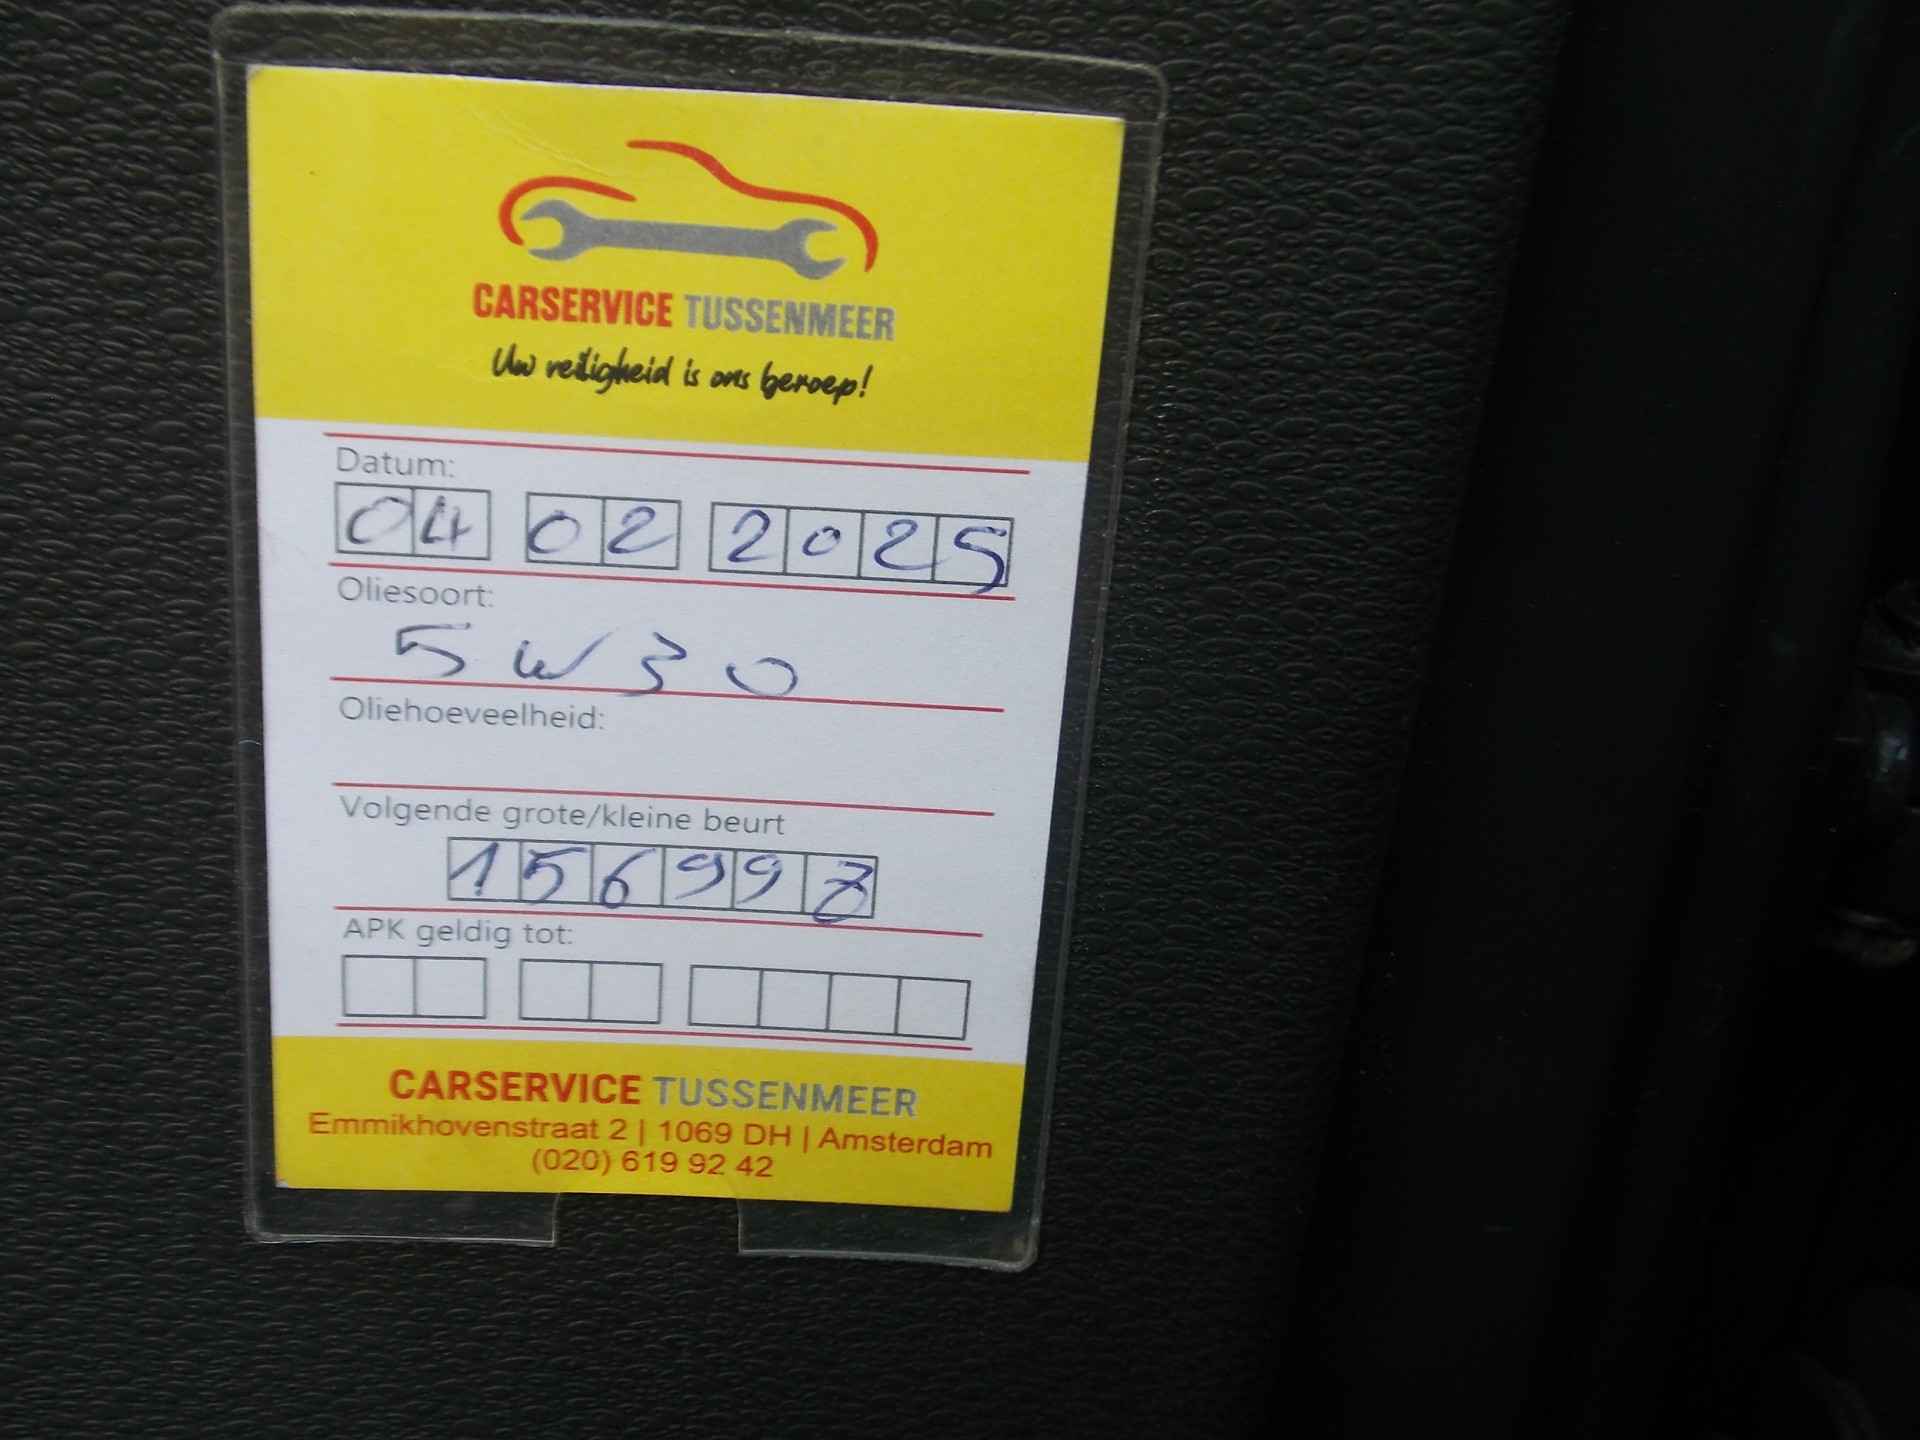 CARSERVICE TUSSENMEER
Uw veiligheid is ons beroep!
Datum:
04 02 2025
Oliesoort:
5W30
Oliehoeveelheid:
Volgende grote/kleine beurt
APK geldig tot:
CARSERVICE TUSSENMEER
Emmikhovenstraat 2 | 1069 DH | Amsterdam
(020) 619 92 42